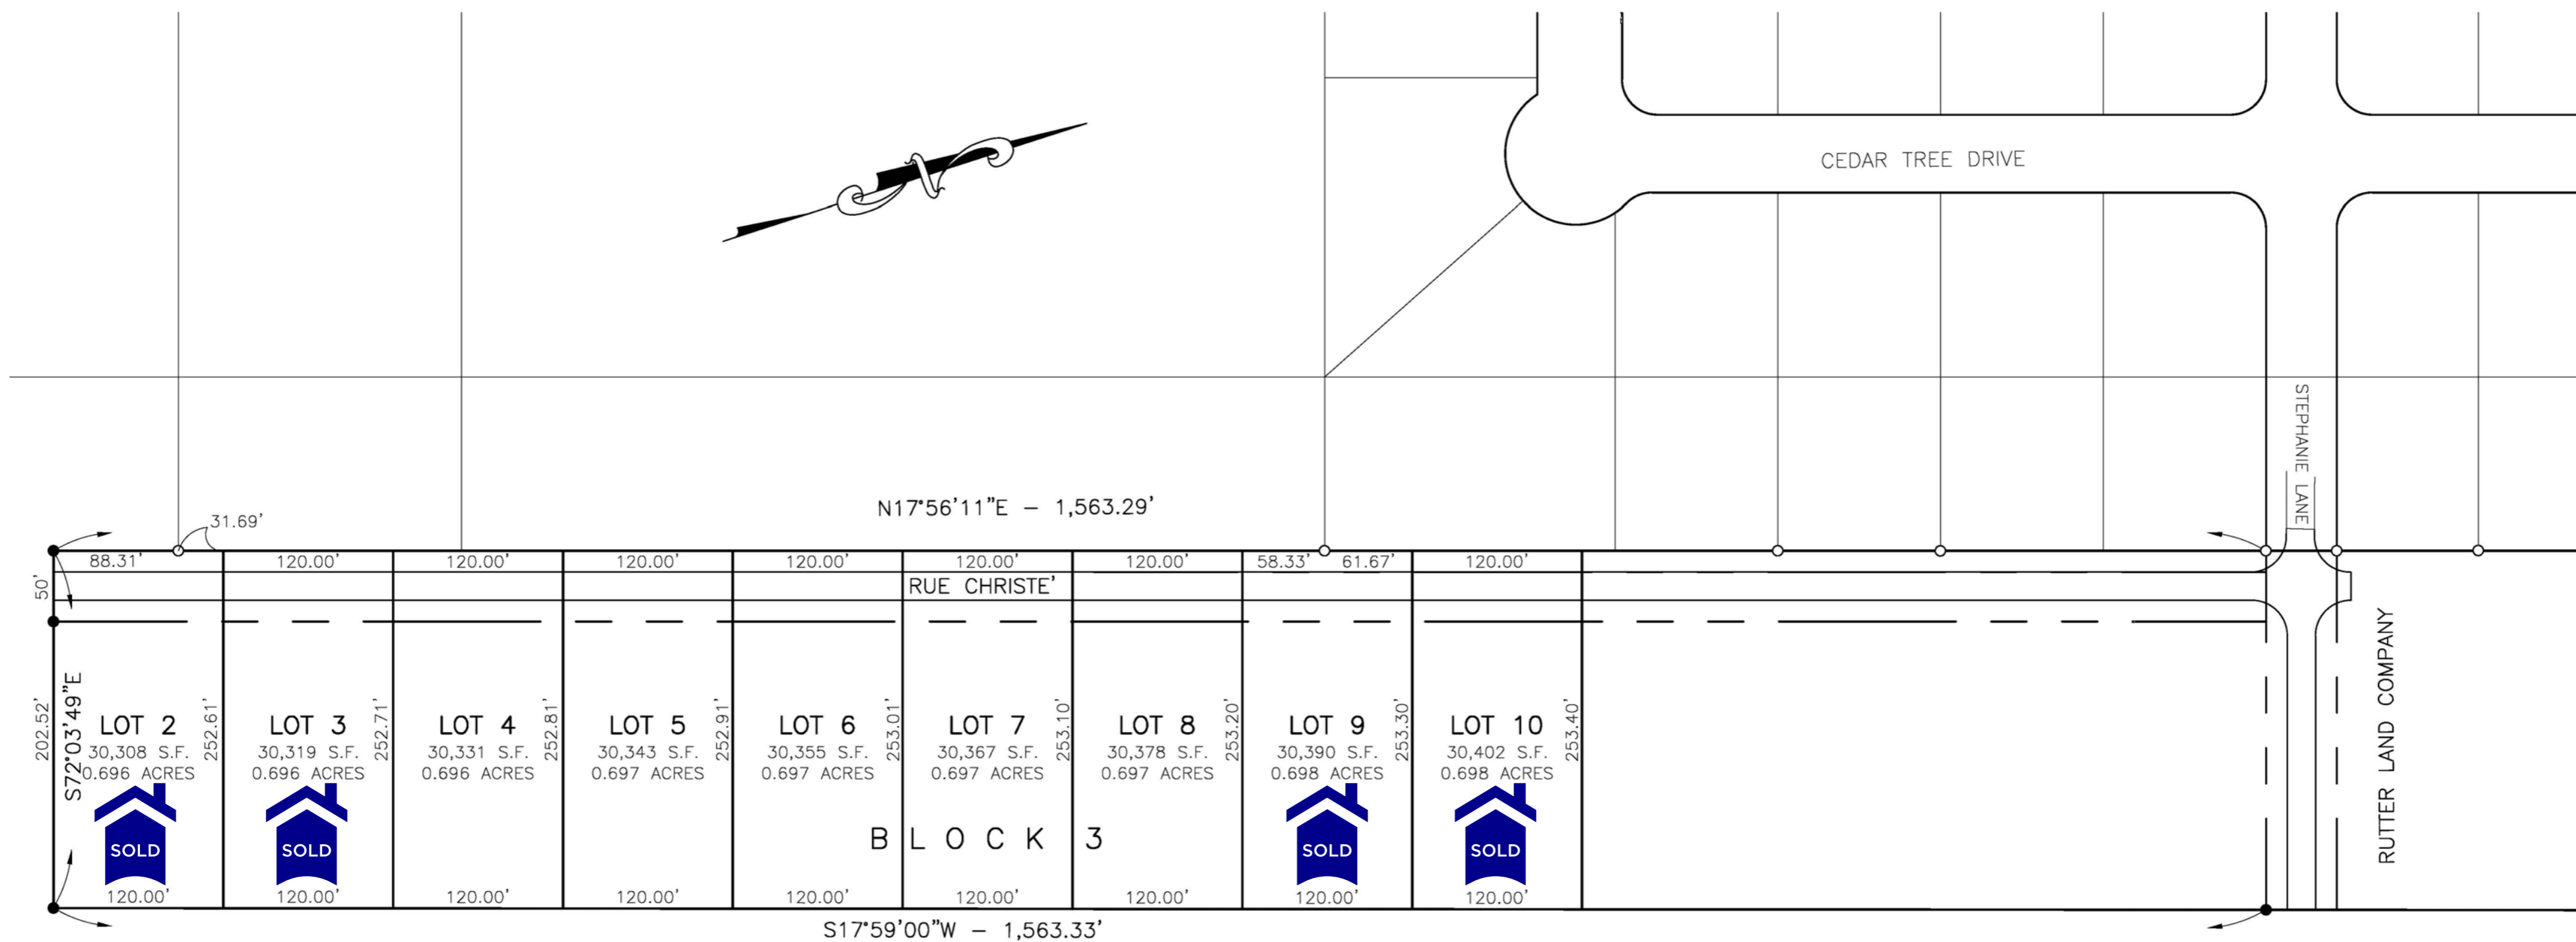 CEDAR TREE DRIVE
STEPHANIE LANE
N17°56'11"E – 1,563.29'
31.69'
88.31'
120.00'
120.00'
120.00'
120.00'
120.00'
120.00'
58.33'
61.67'
120.00'
50'
RUE CHRISTE'
RUTTER LAND COMPANY
202.52'
S72°03'49"E
LOT 2
30,308 S.F.
0.696 ACRES
252.61'
LOT 3
30,319 S.F.
0.696 ACRES
252.71'
LOT 4
30,331 S.F.
0.696 ACRES
252.81'
LOT 5
30,343 S.F.
0.697 ACRES
252.91'
LOT 6
30,355 S.F.
0.697 ACRES
253.01'
LOT 7
30,367 S.F.
0.697 ACRES
253.10'
LOT 8
30,378 S.F.
0.697 ACRES
253.20'
LOT 9
30,390 S.F.
0.698 ACRES
253.30'
LOT 10
30,402 S.F.
0.698 ACRES
253.40'
BLOCK 3
SOLD
SOLD
SOLD
SOLD
120.00'
120.00'
120.00'
120.00'
120.00'
120.00'
120.00'
120.00'
120.00'
S17°59'00"W – 1,563.33'
N